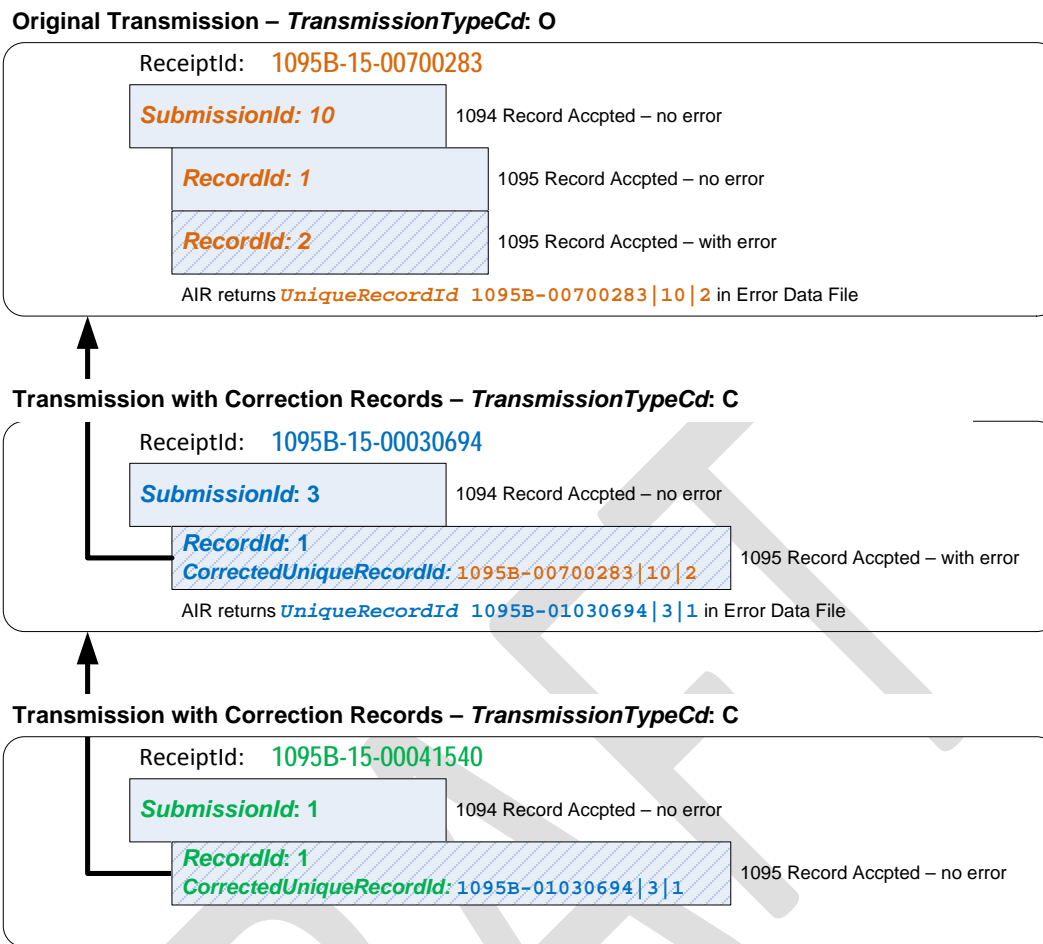 Original Transmission – TransmissionTypeCd: O
ReceiptId: 1095B-15-00700283
SubmissionId: 10
1094 Record Accpted – no error
RecordId: 1
1095 Record Accpted – no error
RecordId: 2
1095 Record Accpted – with error
AIR returns UniqueRecordId 1095B-00700283|10|2 in Error Data File
Transmission with Correction Records – TransmissionTypeCd: C
ReceiptId: 1095B-15-00030694
SubmissionId: 3
1094 Record Accpted – no error
RecordId: 1
CorrectedUniqueRecordId: 1095B-00700283|10|2
1095 Record Accpted – with error
AIR returns UniqueRecordId 1095B-01030694|3|1 in Error Data File
Transmission with Correction Records – TransmissionTypeCd: C
ReceiptId: 1095B-15-00041540
SubmissionId: 1
1094 Record Accpted – no error
RecordId: 1
CorrectedUniqueRecordId: 1095B-01030694|3|1
1095 Record Accpted – no error
DRAFT